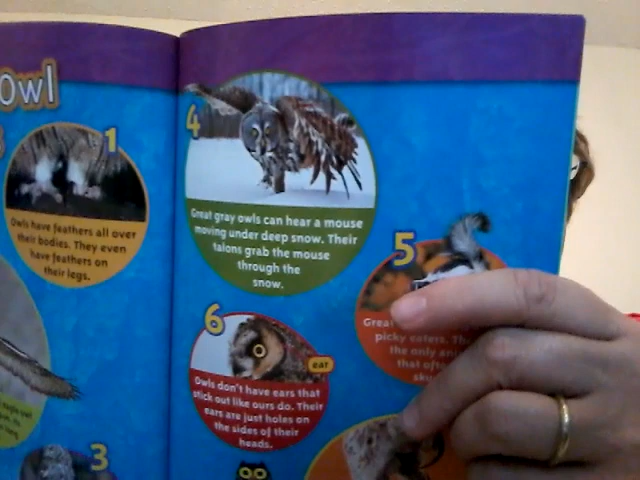 Owl
1
Owls have feathers all over
their bodies. They even
have feathers on
their legs.
3
4
Great gray owls can hear a mouse
moving under deep snow. Their
talons grab the mouse
through the
snow.
5
Great
picky eaters.
the only
that
6
ear
Owls don't have ears that
stick out like ours do. Their
ears are just holes on
the sides of their
heads.